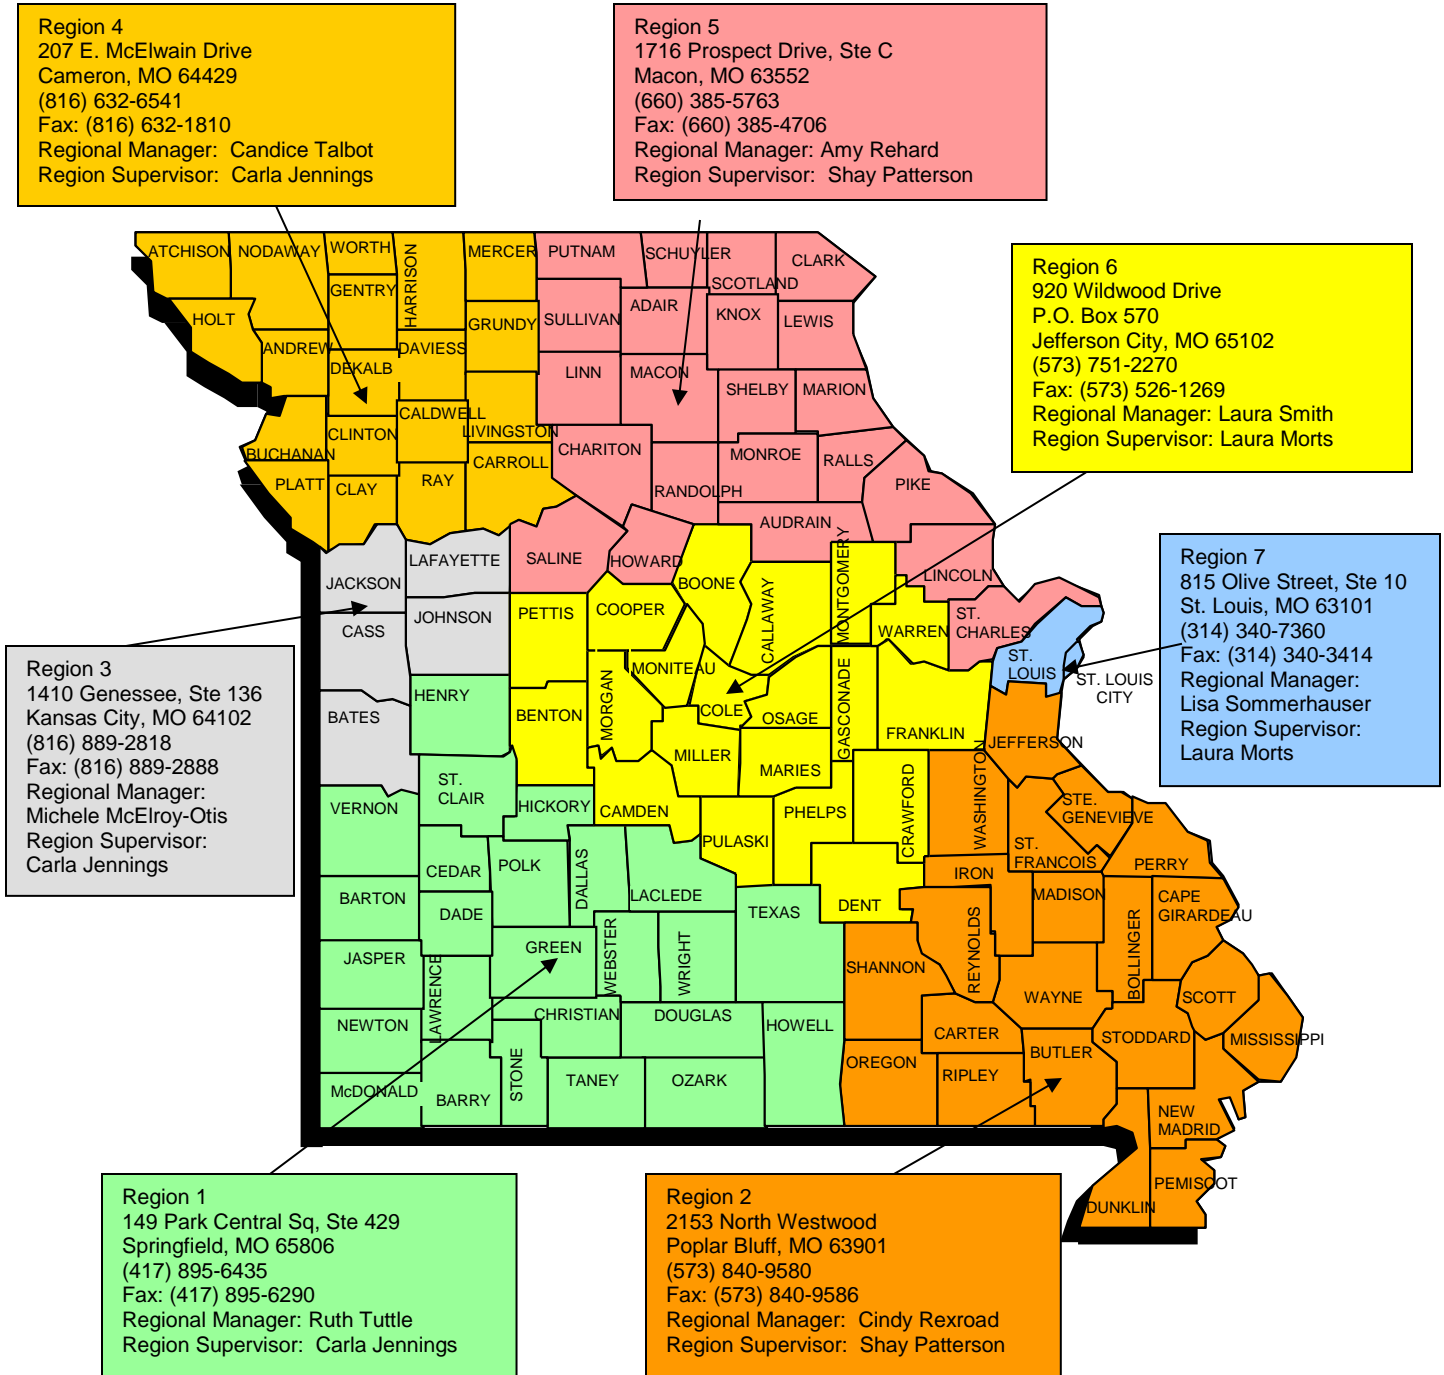 Region 4
207 E. McElwain Drive
Cameron, MO 64429
(816) 632-6541
Fax: (816) 632-1810
Regional Manager:  Candice Talbot
Region Supervisor:  Carla Jennings
Region 5
1716 Prospect Drive, Ste C
Macon, MO 63552
(660) 385-5763
Fax: (660) 385-4706
Regional Manager: Amy Rehard
Region Supervisor:  Shay Patterson
Region 6
920 Wildwood Drive
P.O. Box 570
Jefferson City, MO 65102
(573) 751-2270
Fax: (573) 526-1269
Regional Manager: Laura Smith
Region Supervisor: Laura Morts
Region 7
815 Olive Street, Ste 10
St. Louis, MO 63101
(314) 340-7360
Fax: (314) 340-3414
Regional Manager:
Lisa Sommerhauser
Region Supervisor:
Laura Morts
Region 3
1410 Genessee, Ste 136
Kansas City, MO 64102
(816) 889-2818
Fax: (816) 889-2888
Regional Manager:
Michele McElroy-Otis
Region Supervisor:
Carla Jennings
ATCHISON
NODAWAY
WORTH
HARRISON
MERCER
PUTNAM
SCHUYLER
SCOTLAND
CLARK
GENTRY
HOLT
GRUNDY
SULLIVAN
ADAIR
KNOX
LEWIS
ANDREW
DEKALB
DAVIESS
LINN
MACON
SHELBY
MARION
CALDWELL
LIVINGSTON
CLINTON
BUCHANAN
CHARITON
MONROE
RALLS
PLATT
CLAY
RAY
CARROLL
RANDOLPH
PIKE
AUDRAIN
LAFAYETTE
SALINE
HOWARD
JACKSON
BOONE
CALLAWAY
MONTGOMERY
LINCOLN
CASS
JOHNSON
PETTIS
COOPER
WARREN
ST.
CHARLES
MONITEAU
ST.
LOUIS
ST. LOUIS
CITY
BATES
HENRY
BENTON
MORGAN
COLE
OSAGE
GASCONADE
FRANKLIN
JEFFERSON
MILLER
MARIES
VERNON
ST.
CLAIR
HICKORY
CAMDEN
PULASKI
PHELPS
CRAWFORD
WASHINGTON
STE.
GENEVIEVE
ST.
FRANCOIS
PERRY
CEDAR
POLK
DALLAS
LACLEDE
TEXAS
DENT
IRON
MADISON
CAPE
GIRARDEAU
BARTON
DADE
GREEN
WEBSTER
WRIGHT
SHANNON
REYNOLDS
BOLLINGER
JASPER
LAWRENCE
WAYNE
SCOTT
NEWTON
CHRISTIAN
DOUGLAS
HOWELL
CARTER
BUTLER
STODDARD
MISSISSIPPI
McDONALD
BARRY
STONE
TANEY
OZARK
OREGON
RIPLEY
NEW
MADRID
PEMISCOT
DUNKLIN
Region 1
149 Park Central Sq, Ste 429
Springfield, MO 65806
(417) 895-6435
Fax: (417) 895-6290
Regional Manager: Ruth Tuttle
Region Supervisor:  Carla Jennings
Region 2
2153 North Westwood
Poplar Bluff, MO 63901
(573) 840-9580
Fax: (573) 840-9586
Regional Manager:  Cindy Rexroad
Region Supervisor:  Shay Patterson